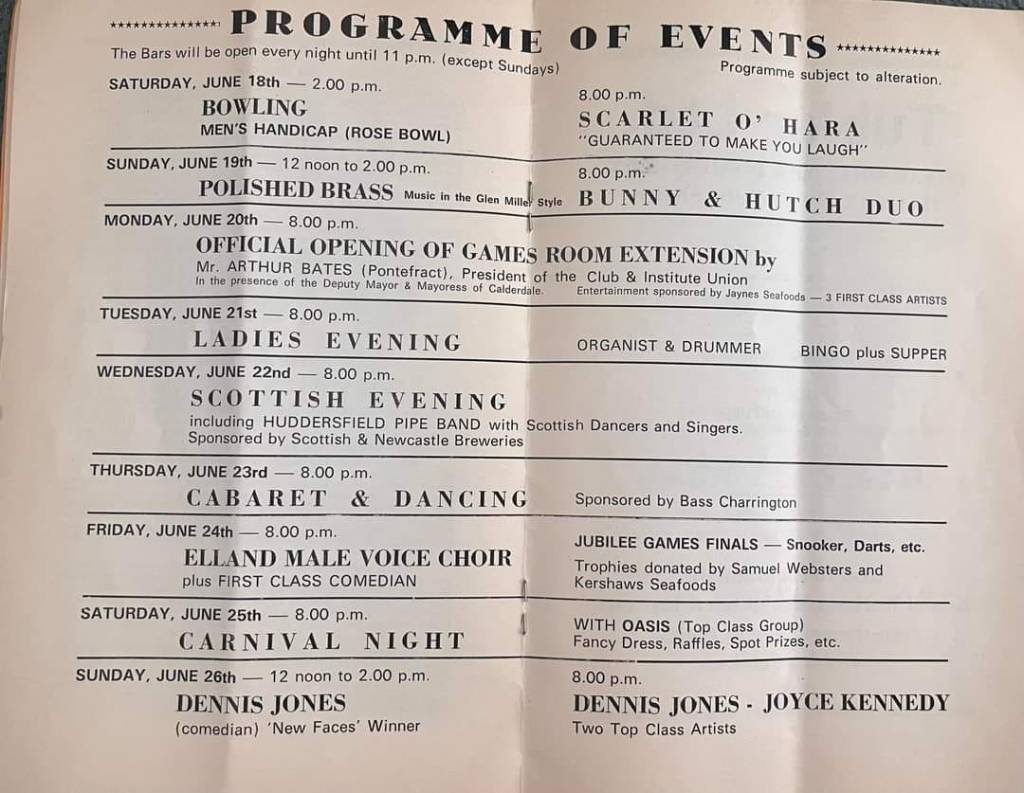 *************** PROGRAMME OF EVENTS ***************
The Bars will be open every night until 11 p.m. (except Sundays)
Programme subject to alteration.
SATURDAY, JUNE 18th — 2.00 p.m.
BOWLING
MEN'S HANDICAP (ROSE BOWL)
8.00 p.m.
SCARLET O' HARA
"GUARANTEED TO MAKE YOU LAUGH"
SUNDAY, JUNE 19th — 12 noon to 2.00 p.m.
POLISHED BRASS Music in the Glen Miller Style
8.00 p.m.
BUNNY & HUTCH DUO
MONDAY, JUNE 20th — 8.00 p.m.
OFFICIAL OPENING OF GAMES ROOM EXTENSION by
Mr. ARTHUR BATES (Pontefract), President of the Club & Institute Union
In the presence of the Deputy Mayor & Mayoress of Calderdale. Entertainment sponsored by Jaynes Seafoods — 3 FIRST CLASS ARTISTS
TUESDAY, JUNE 21st — 8.00 p.m.
LADIES EVENING ORGANIST & DRUMMER BINGO plus SUPPER
WEDNESDAY, JUNE 22nd — 8.00 p.m.
SCOTTISH EVENING
including HUDDERSFIELD PIPE BAND with Scottish Dancers and Singers.
Sponsored by Scottish & Newcastle Breweries
THURSDAY, JUNE 23rd — 8.00 p.m.
CABARET & DANCING Sponsored by Bass Charrington
FRIDAY, JUNE 24th — 8.00 p.m.
ELLAND MALE VOICE CHOIR
plus FIRST CLASS COMEDIAN
JUBILEE GAMES FINALS — Snooker, Darts, etc.
Trophies donated by Samuel Websters and
Kershaws Seafoods
SATURDAY, JUNE 25th — 8.00 p.m.
CARNIVAL NIGHT
WITH OASIS (Top Class Group)
Fancy Dress, Raffles, Spot Prizes, etc.
SUNDAY, JUNE 26th — 12 noon to 2.00 p.m.
DENNIS JONES
(comedian) 'New Faces' Winner
8.00 p.m.
DENNIS JONES - JOYCE KENNEDY
Two Top Class Artists